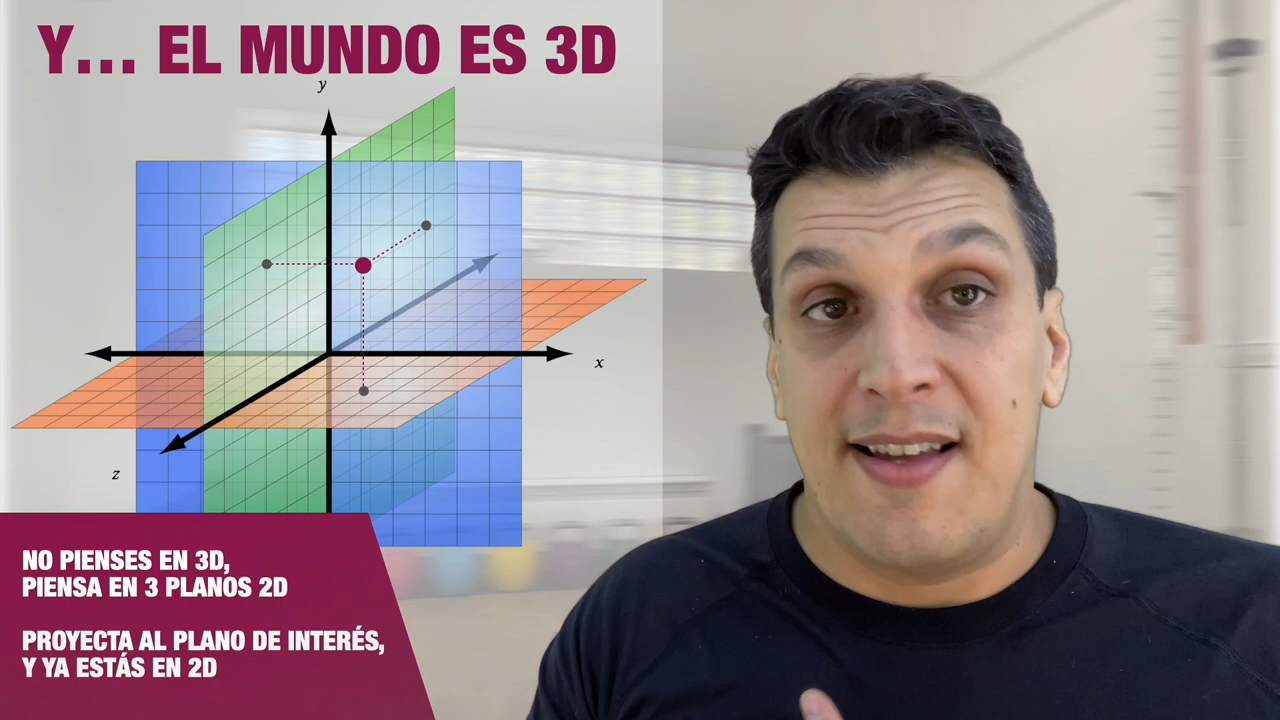 Y... EL MUNDO ES 3D
y
x
z
NO PIENSES EN 3D,
PIENSA EN 3 PLANOS 2D
PROYECTA AL PLANO DE INTERÉS,
Y YA ESTÁS EN 2D